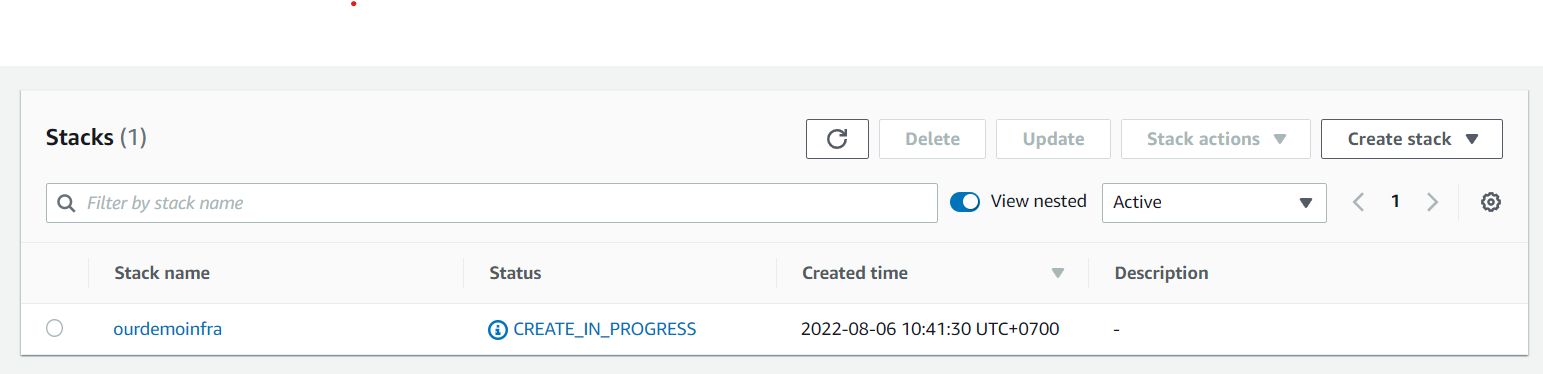 Stacks (1)
Delete
Update
Stack actions
Create stack
Filter by stack name
View nested
Active
1
Stack name
Status
Created time
Description
ourdemoinfra
CREATE_IN_PROGRESS
2022-08-06 10:41:30 UTC+0700
-